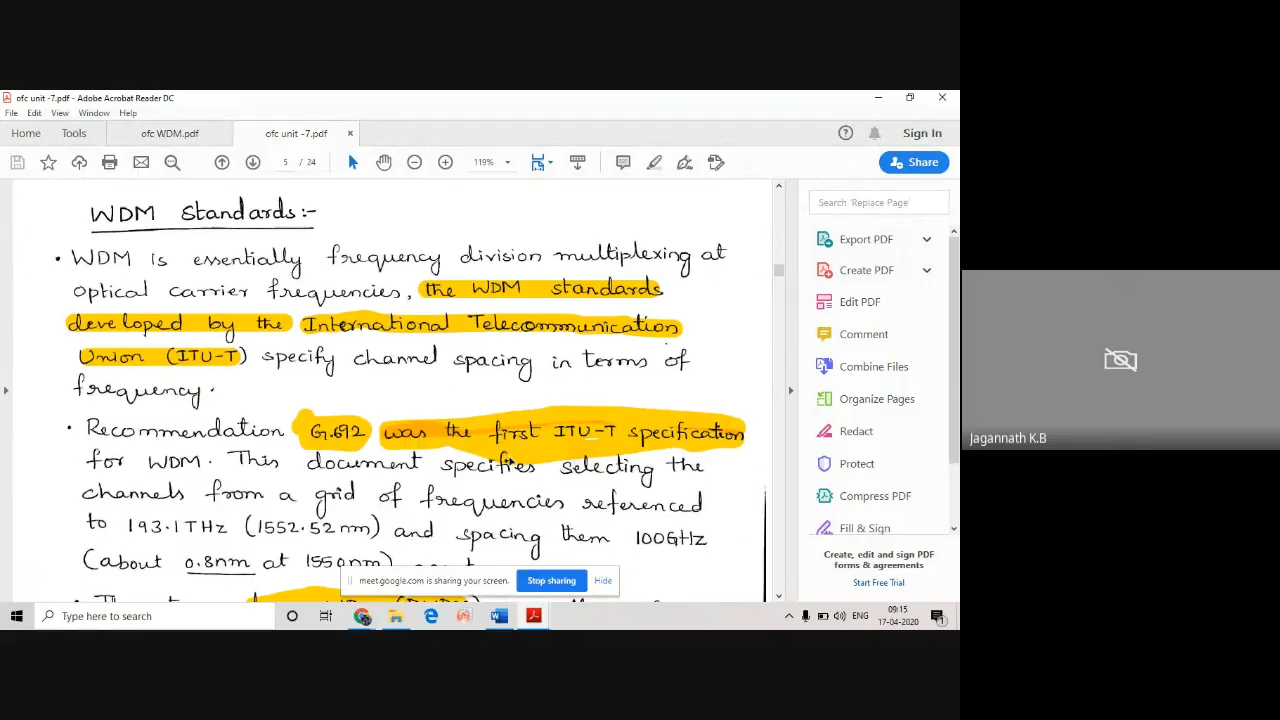 ofc unit -7.pdf - Adobe Acrobat Reader DC
File Edit View Window Help
Home Tools ofc WDM.pdf ofc unit -7.pdf × Sign In
5 / 24 119% Share
WDM Standards:-
• WDM is essentially frequency division multiplexing at
optical carrier frequencies, the WDM standards
developed by the International Telecommunication
Union (ITU-T) specify channel spacing in terms of
frequency.
• Recommendation G.692 was the first ITU-T specification
for WDM. This document specifies selecting the
channels from a grid of frequencies referenced
to 193.1THz (1552.52nm) and spacing them 100GHz
(about 0.8nm at 1550nm)
Search 'Replace Page'
Export PDF
Create PDF
Edit PDF
Comment
Combine Files
Organize Pages
Redact
Protect
Compress PDF
Fill & Sign
Create, edit and sign PDF
forms & agreements
Start Free Trial
meet.google.com is sharing your screen. Stop sharing Hide
Type here to search
ENG
09:15
17-04-2020
Jagannath K.B